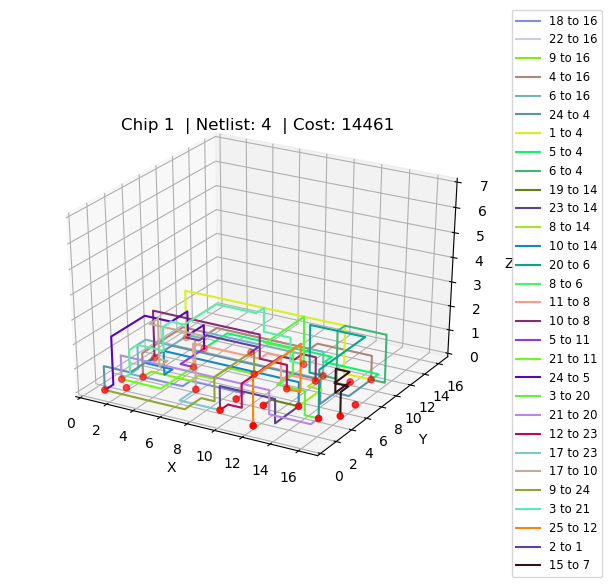 Chip 1 | Netlist: 4 | Cost: 14461
7
6
5
4
3
2
1
0
Z
0
2
4
6
8
10
12
14
16
X
0
2
4
6
8
10
12
14
16
Y
18 to 16
22 to 16
9 to 16
4 to 16
6 to 16
24 to 4
1 to 4
5 to 4
6 to 4
19 to 14
23 to 14
8 to 14
10 to 14
20 to 6
8 to 6
11 to 8
10 to 8
5 to 11
21 to 11
24 to 5
3 to 20
21 to 20
12 to 23
17 to 23
17 to 10
9 to 24
3 to 21
25 to 12
2 to 1
15 to 7